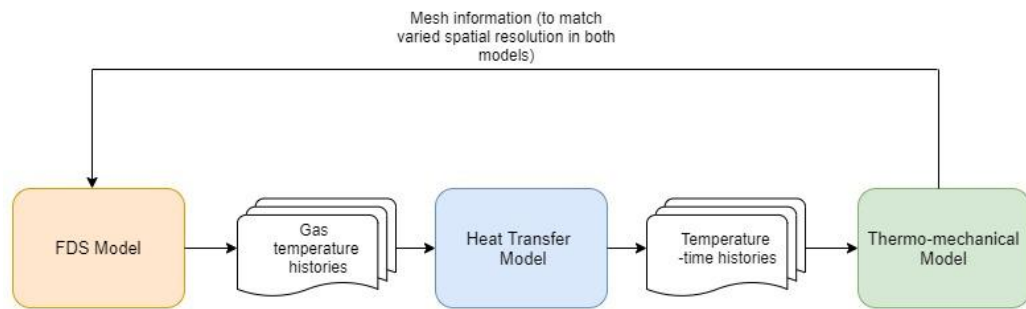 Mesh information (to match
varied spatial resolution in both
models)
FDS Model
Gas
temperature
histories
Heat Transfer
Model
Temperature
-time histories
Thermo-mechanical
Model